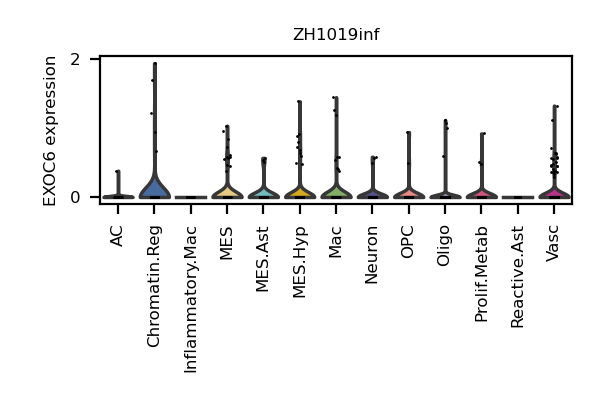 ZH1019inf
EXOC6 expression
2
0
AC
Chromatin.Reg
Inflammatory.Mac
MES
MES.Ast
MES.Hyp
Mac
Neuron
OPC
Oligo
Prolif.Metab
Reactive.Ast
Vasc